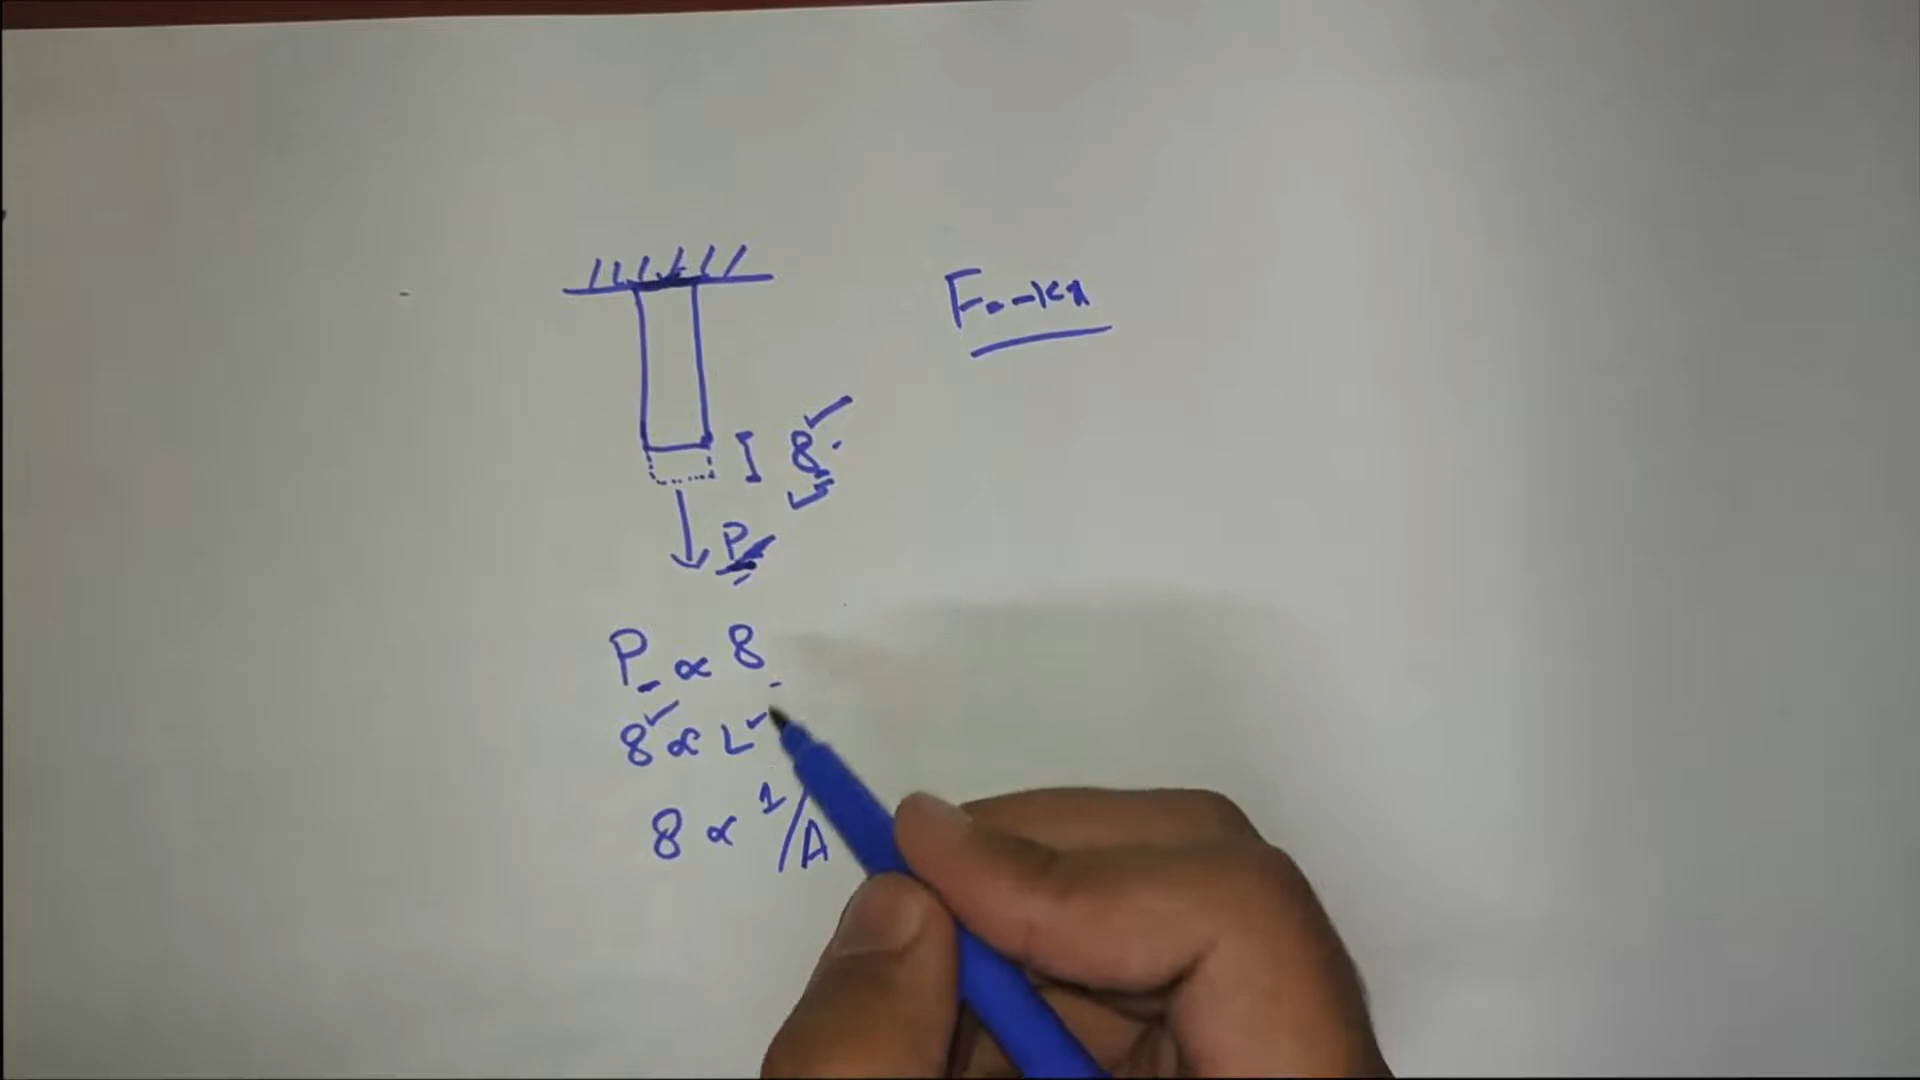 F = -kx
δ
P
P ∝ δ
δ ∝ L
δ ∝ 1/A